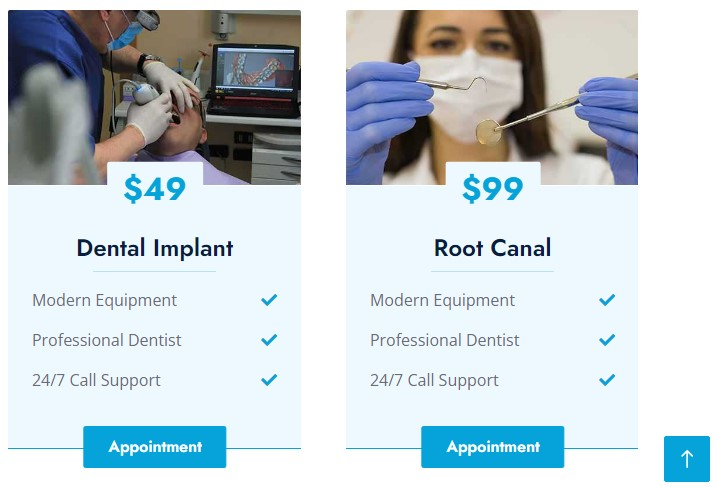 $49
Dental Implant
Modern Equipment
Professional Dentist
24/7 Call Support
Appointment
$99
Root Canal
Modern Equipment
Professional Dentist
24/7 Call Support
Appointment